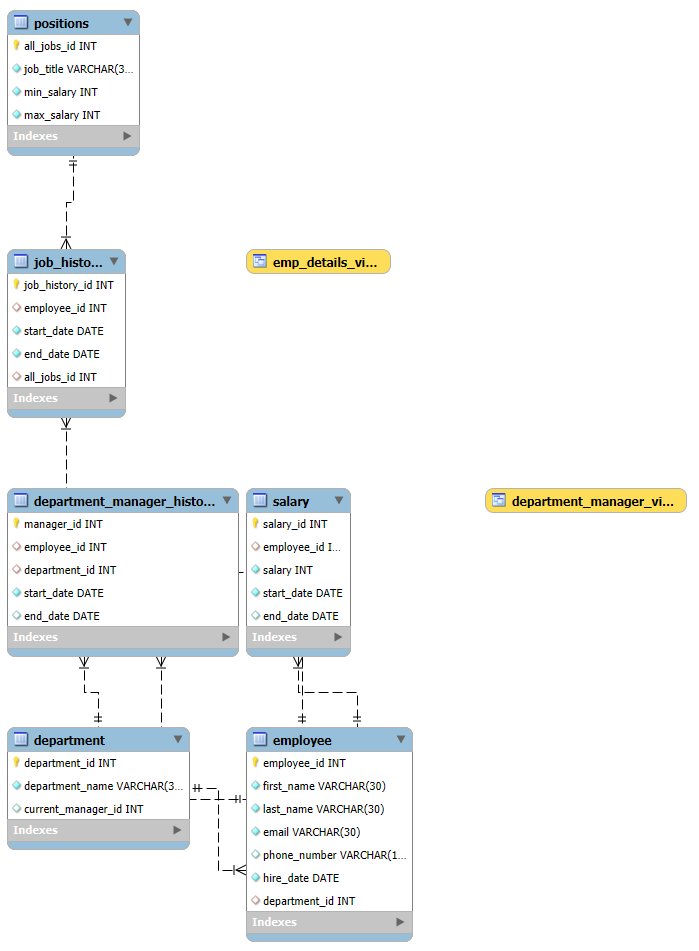 positions
all_jobs_id INT
job_title VARCHAR(3...
min_salary INT
max_salary INT
Indexes
job_histo...
job_history_id INT
employee_id INT
start_date DATE
end_date DATE
all_jobs_id INT
Indexes
emp_details_vi...
department_manager_histo...
manager_id INT
employee_id INT
department_id INT
start_date DATE
end_date DATE
Indexes
salary
salary_id INT
employee_id I...
salary INT
start_date DATE
end_date DATE
Indexes
department_manager_vi...
department
department_id INT
department_name VARCHAR(3...
current_manager_id INT
Indexes
employee
employee_id INT
first_name VARCHAR(30)
last_name VARCHAR(30)
email VARCHAR(30)
phone_number VARCHAR(1...
hire_date DATE
department_id INT
Indexes